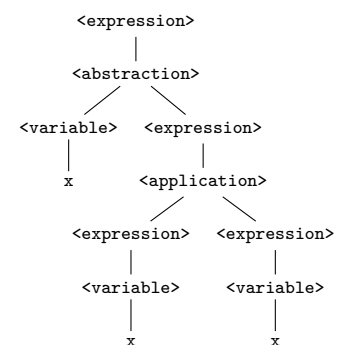 <expression>
<abstraction>
<variable> <expression>
x <application>
<expression> <expression>
<variable> <variable>
x x